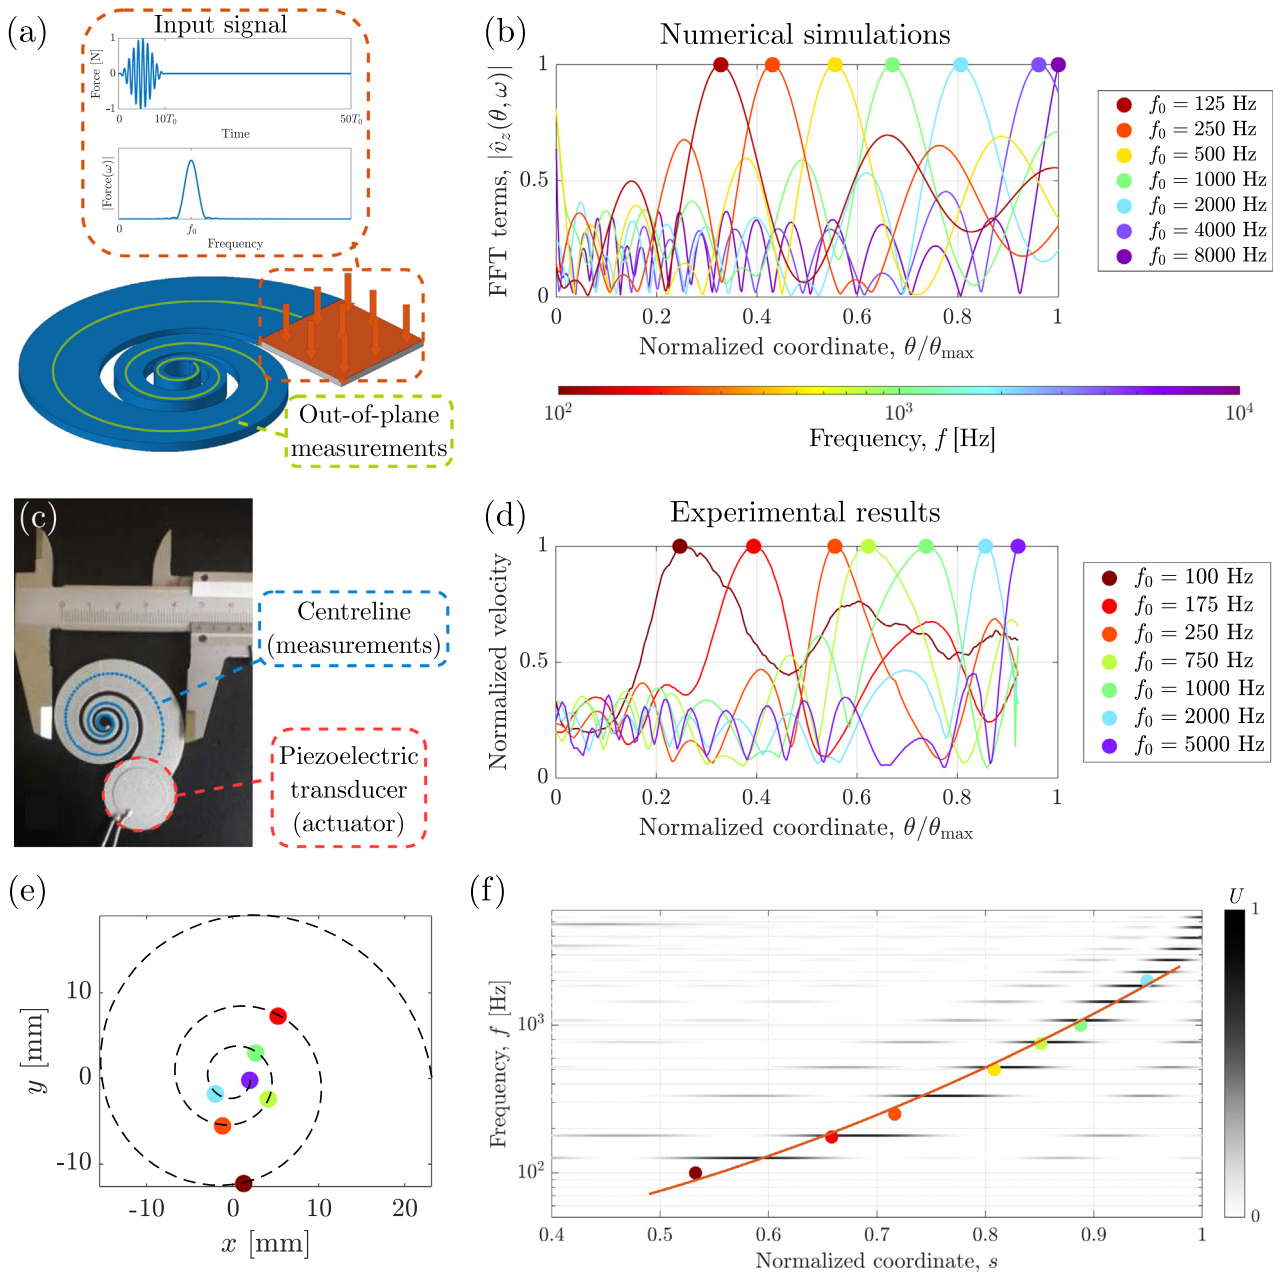 (a)
Input signal
Force [N]
1
0
-1
0
10T₀
50T₀
Time
|Force(ω)|
0
f₀
Frequency
Out-of-plane
measurements
(b)
Numerical simulations
FFT terms, |v̂_z(θ, ω)|
1
0.5
0
0
0.2
0.4
0.6
0.8
1
Normalized coordinate, θ/θmax
f₀ = 125 Hz
f₀ = 250 Hz
f₀ = 500 Hz
f₀ = 1000 Hz
f₀ = 2000 Hz
f₀ = 4000 Hz
f₀ = 8000 Hz
10²
10³
10⁴
Frequency, f [Hz]
(c)
Centreline
(measurements)
Piezoelectric
transducer
(actuator)
(d)
Experimental results
Normalized velocity
1
0.5
0
0
0.2
0.4
0.6
0.8
1
Normalized coordinate, θ/θmax
f₀ = 100 Hz
f₀ = 175 Hz
f₀ = 250 Hz
f₀ = 750 Hz
f₀ = 1000 Hz
f₀ = 2000 Hz
f₀ = 5000 Hz
(e)
y [mm]
10
0
-10
-10
0
10
20
x [mm]
(f)
Frequency, f [Hz]
10³
10²
0.4
0.5
0.6
0.7
0.8
0.9
1
Normalized coordinate, s
U
1
0